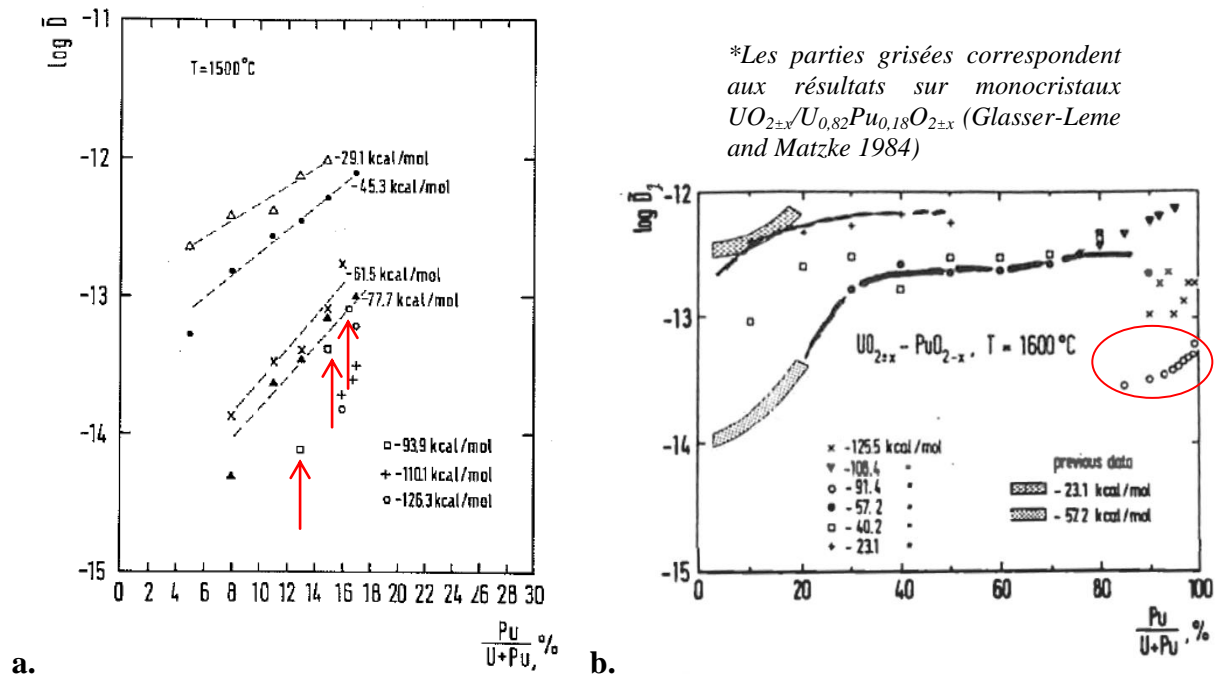 -11
log D̄
T=1500°C
-12
-29.1 kcal/mol
-45.3 kcal/mol
-13
-61.5 kcal/mol
-77.7 kcal/mol
-14
-93.9 kcal/mol
-110.1 kcal/mol
-126.3 kcal/mol
-15
0 2 4 6 8 10 12 14 16 18 20 22 24 26 28 30
Pu
U+Pu, %
a.
*Les parties grisées correspondent
aux résultats sur monocristaux
UO2±x/U0,82Pu0,18O2±x (Glasser-Leme
and Matzke 1984)
-12
log D̄,
-13
UO2±x - PuO2-x, T = 1600°C
-14
-125.5 kcal/mol
-108.4 "
-91.4 "
-57.2 "
-40.2 "
-23.1 "
previous data
-23.1 kcal/mol
-57.2 kcal/mol
-15
0 20 40 60 80 100
Pu
U+Pu, %
b.